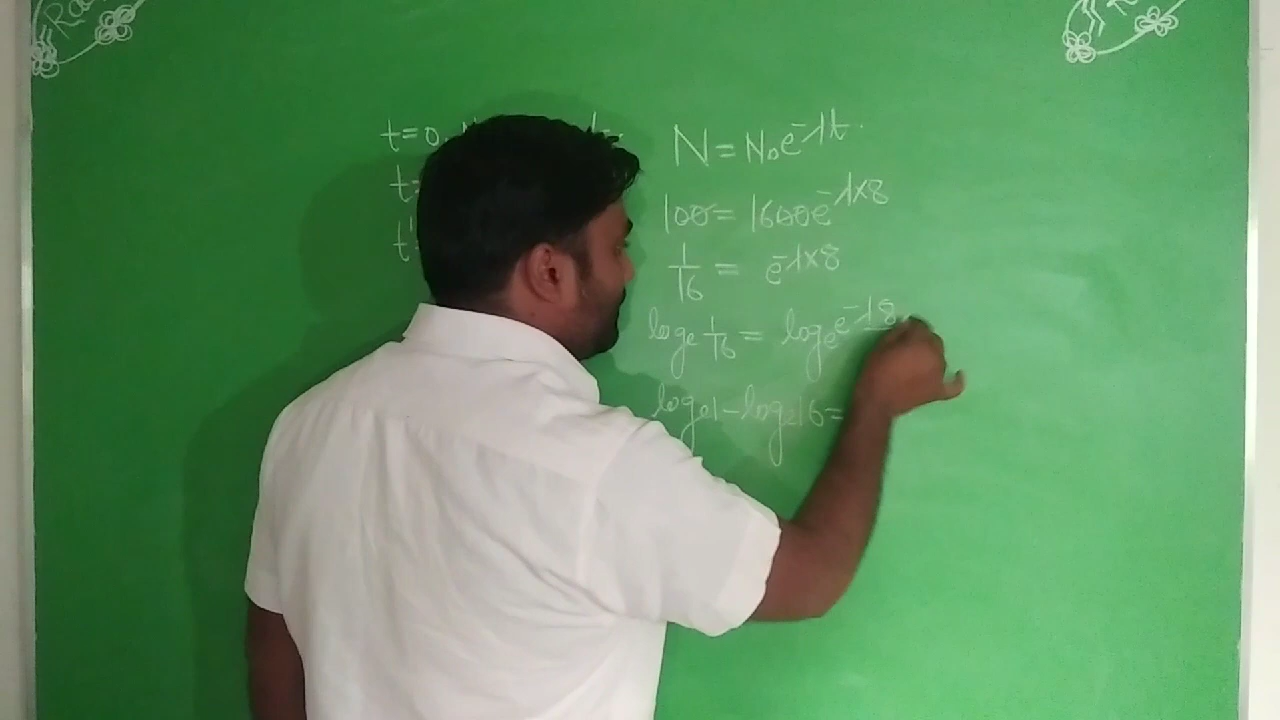 t=0
t=
t'=
N = N₀e^-λt.
100 = 1600e^-λ×8
1/16 = e^-λ×8
logₑ 1/16 = logₑe^-λ8
logₑ1 - logₑ16 =